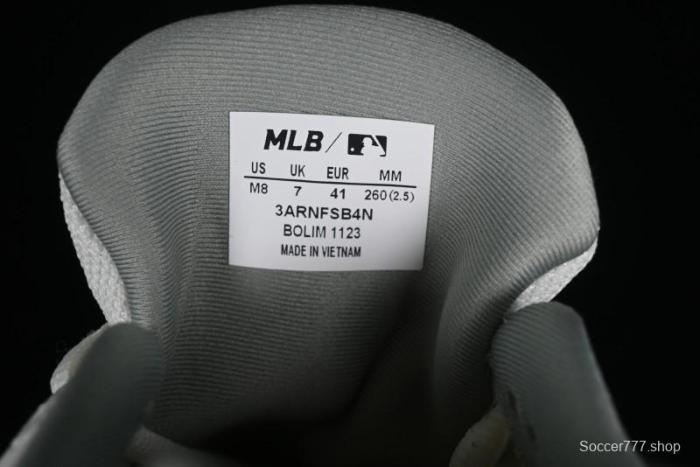 MLB /
US UK EUR MM
M8 7 41 260(2.5)
3ARNFSB4N
BOLIM 1123
MADE IN VIETNAM
Soccer777.shop